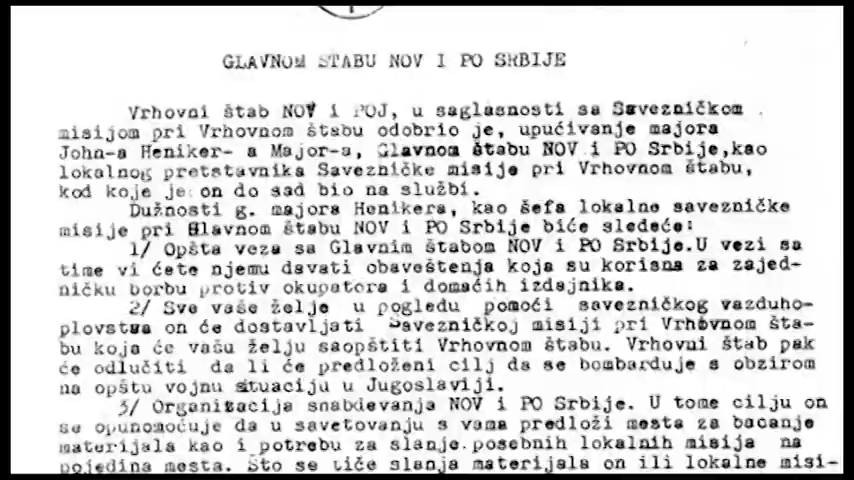 GLAVNOM ŠTABU NOV I PO SRBIJE
Vrhovni štab NOV i POJ, u saglasnosti sa Savezničkom
misijom pri Vrhovnom štabu odobrio je, upućivanje majora
John-a Heniker- a Major-a, Glavnom štabu NOV i PO Srbije,kao
lokalnog pretstavnika Savezničke misije pri Vrhovnom štabu,
kod koje je on do sad bio na službi.
Dužnosti g. majora Henikera, kao šefa lokalne savezničke
misije pri Glavnom štabu NOV i PO Srbije biće sledeće:
1/ Opšta veza sa Glavnim štabom NOV i PO Srbije.U vezi sa
time vi ćete njemu davati obaveštenja koja su korisna za zajed-
ničku borbu protiv okupatora i domaćih izdajnika.
2/ Sve vaše želje u pogledu pomoći savezničkog vazduho-
plovstva on će dostavljati Savezničkoj misiji pri Vrhovnom šta-
bu koja će vašu želju saopštiti Vrhovnom štabu. Vrhovni štab pak
će odlučiti da li će predloženi cilj da se bombarduje s obzirom
na opštu vojnu situaciju u Jugoslaviji.
3/ Organizacija snabdevanja NOV i PO Srbije. U tome cilju on
se opunomoćuje da u savetovanju s vama predloži mesta za bacanje
materijala kao i potrebu za slanje posebnih lokalnih misija na
pojedina mesta. Što se tiče slanja materijala on ili lokalne misi-